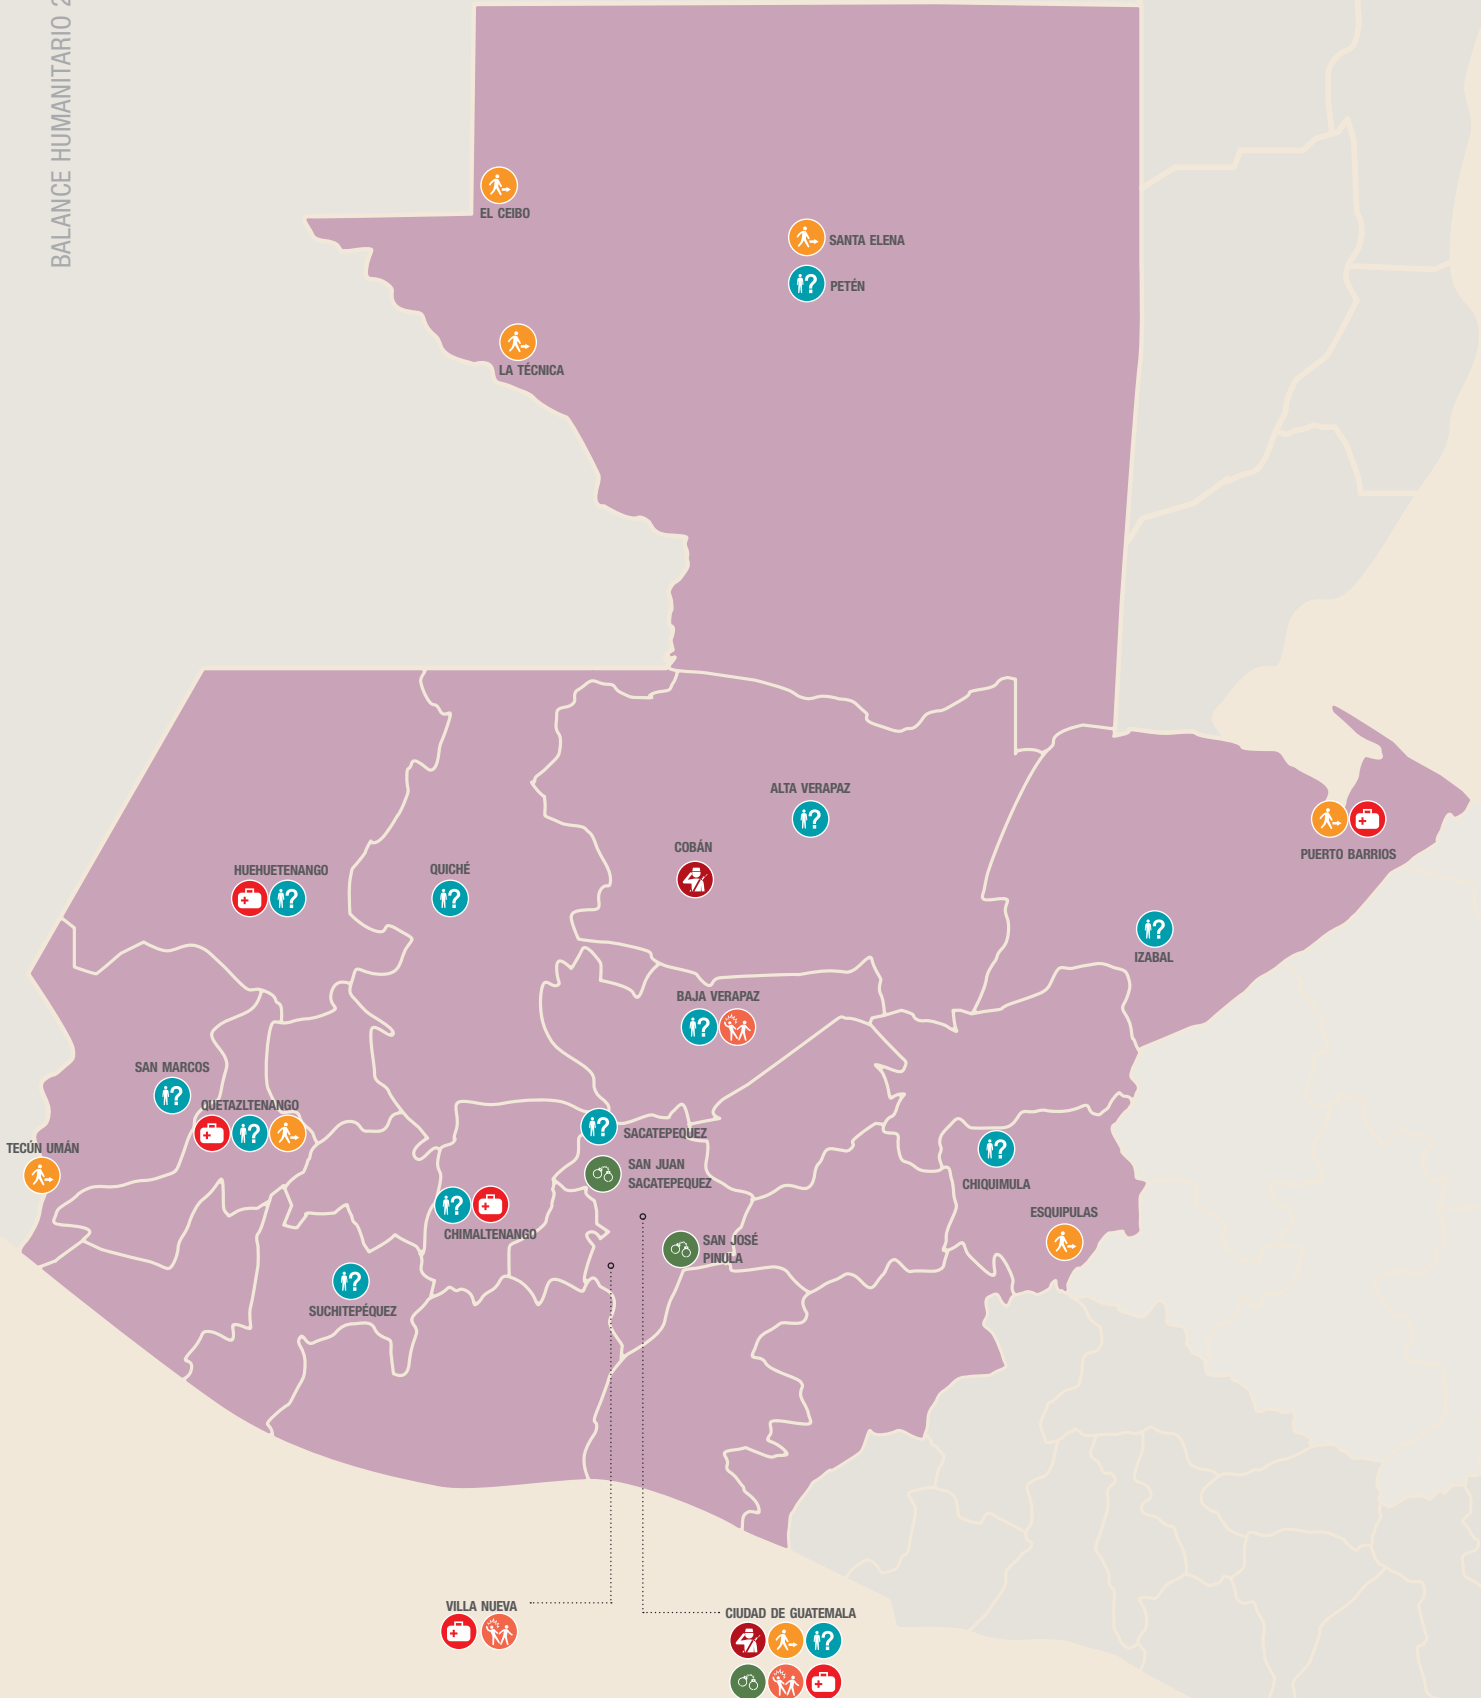 BALANCE HUMANITARIO
EL CEIBO
SANTA ELENA
PETÉN
LA TÉCNICA
ALTA VERAPAZ
COBÁN
HUEHUETENANGO
QUICHÉ
PUERTO BARRIOS
IZABAL
BAJA VERAPAZ
SAN MARCOS
QUETAZLTENANGO
TECÚN UMÁN
SACATEPEQUEZ
SAN JUAN
SACATEPEQUEZ
CHIQUIMULA
ESQUIPULAS
CHIMALTENANGO
SAN JOSÉ
PINULA
SUCHITEPÉQUEZ
VILLA NUEVA
CIUDAD DE GUATEMALA